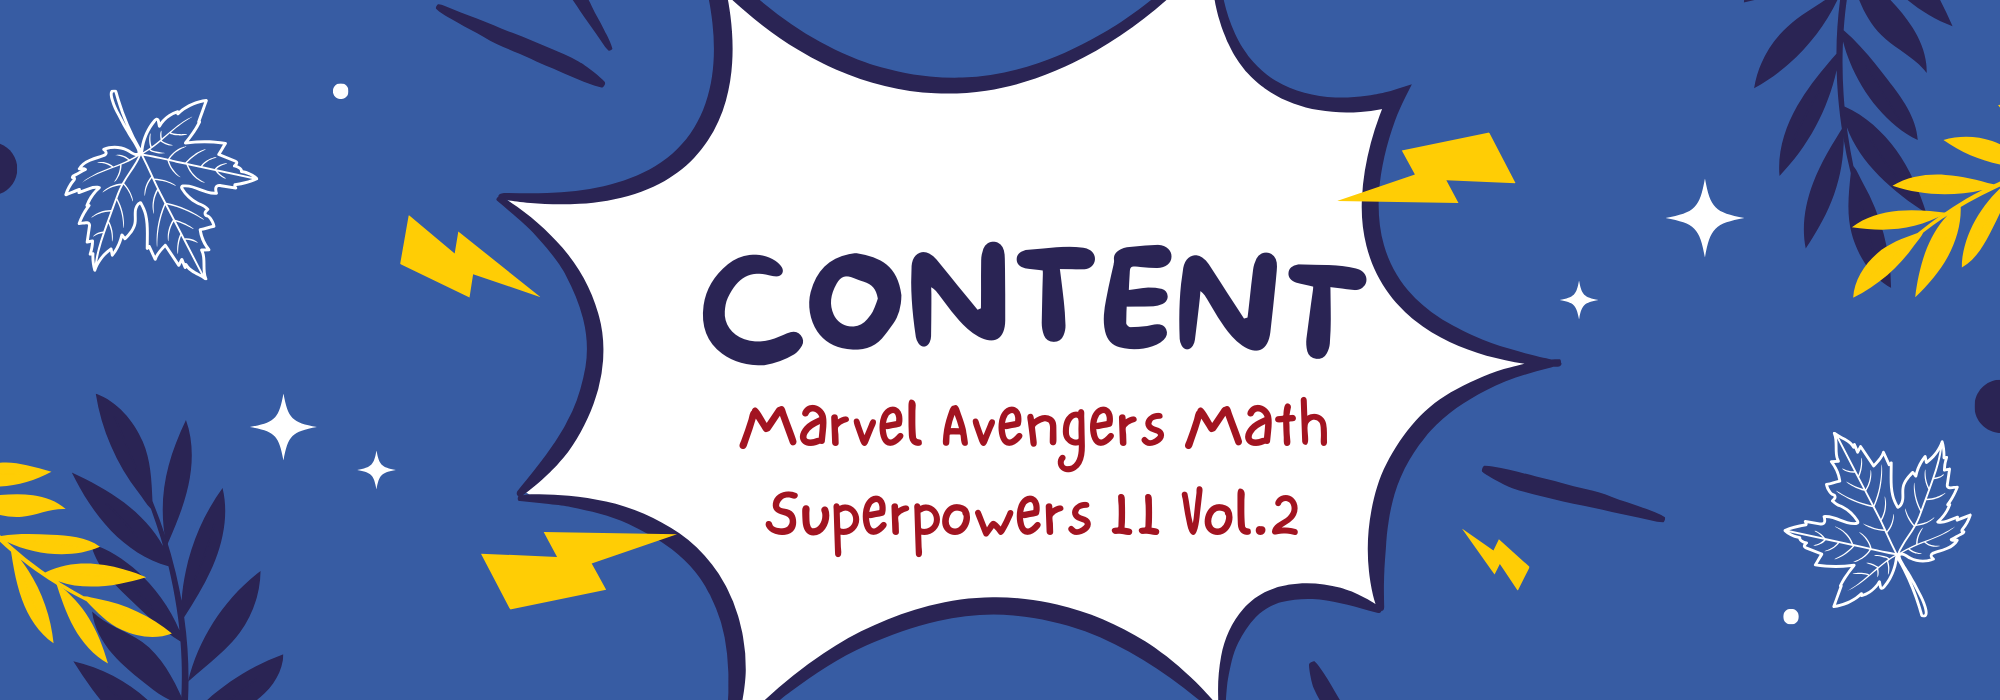 CONTENT
Marvel Avengers Math
Superpowers 11 Vol.2